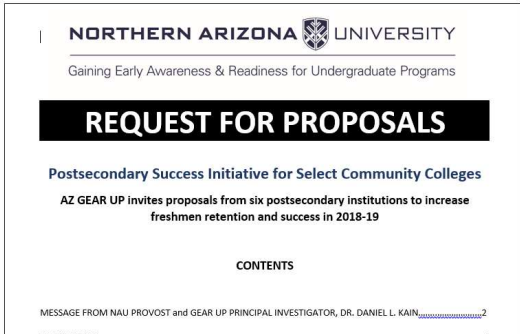 NORTHERN ARIZONA UNIVERSITY
Gaining Early Awareness & Readiness for Undergraduate Programs
REQUEST FOR PROPOSALS
Postsecondary Success Initiative for Select Community Colleges
AZ GEAR UP invites proposals from six postsecondary institutions to increase
freshmen retention and success in 2018-19
CONTENTS
MESSAGE FROM NAU PROVOST and GEAR UP PRINCIPAL INVESTIGATOR, DR. DANIEL L. KAIN........................2